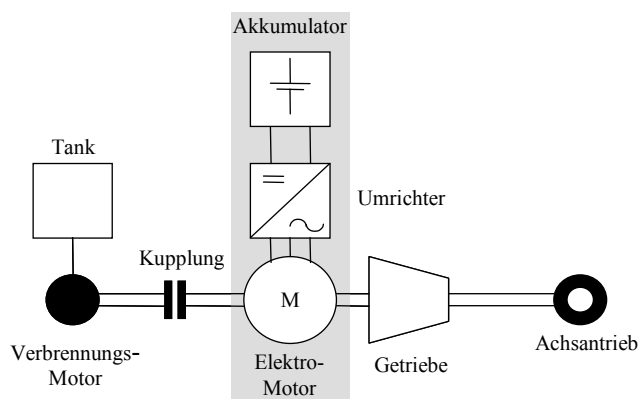 Akkumulator
Tank
Umrichter
Kupplung
M
Verbrennungs-
Motor
Elektro-
Motor
Getriebe
Achsantrieb